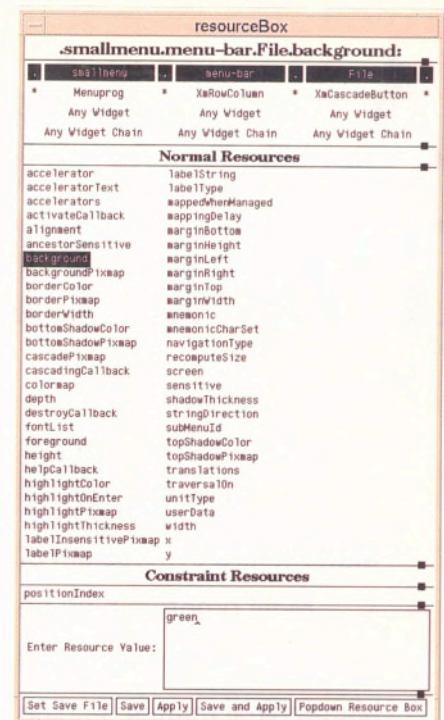 resourceBox
.smallmenu.menu-bar.File.background:
. smallmenu . menu-bar . File .
* Menuprog * XmRowColumn * XmCascadeButton *
Any Widget Any Widget Any Widget
Any Widget Chain Any Widget Chain Any Widget Chain
Normal Resources
accelerator labelString
acceleratorText labelType
accelerators mappedWhenManaged
activateCallback mappingDelay
alignment marginBottom
ancestorSensitive marginHeight
background marginLeft
backgroundPixmap marginRight
borderColor marginTop
borderPixmap marginWidth
borderWidth mnemonic
bottomShadowColor mnemonicCharSet
bottomShadowPixmap navigationType
cascadePixmap recomputeSize
cascadingCallback screen
colormap sensitive
depth shadowThickness
destroyCallback stringDirection
fontList subMenuId
foreground topShadowColor
height topShadowPixmap
helpCallback translations
highlightColor traversalOn
highlightOnEnter unitType
highlightPixmap userData
highlightThickness width
labelInsensitivePixmap x
labelPixmap y
Constraint Resources
positionIndex
green
Enter Resource Value:
Set Save File Save Apply Save and Apply Popdown Resource Box